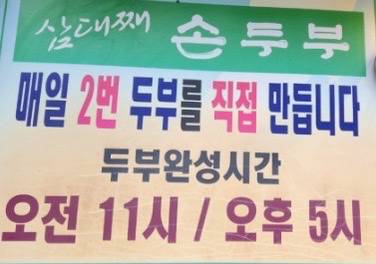 삼대째 손두부
매일 2번 두부를 직접 만듭니다
두부완성시간
오전 11시 / 오후 5시